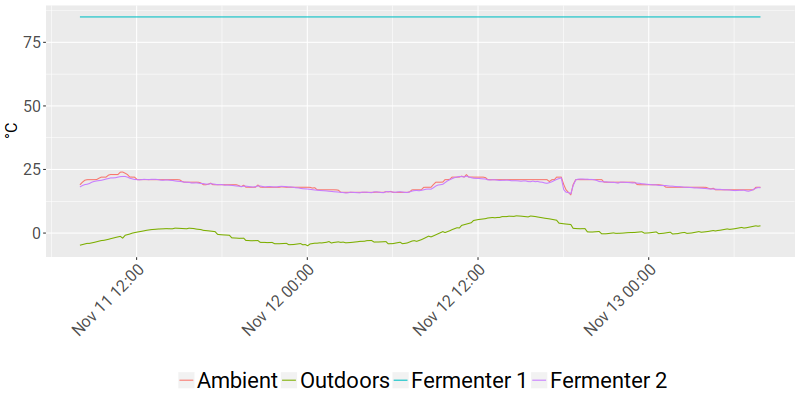 °C
75
50
25
0
Nov 11 12:00
Nov 12 00:00
Nov 12 12:00
Nov 13 00:00
Ambient Outdoors Fermenter 1 Fermenter 2